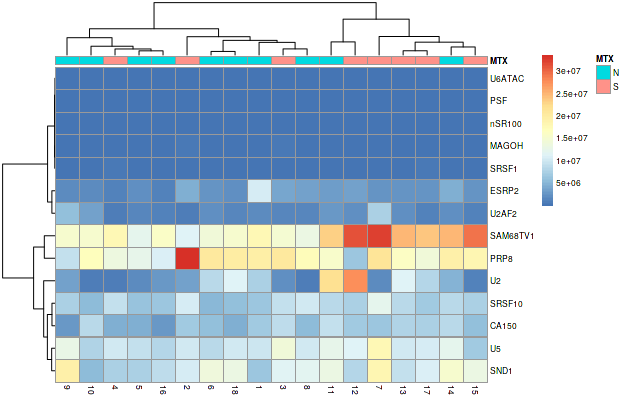 MTX
U6ATAC
PSF
nSR100
MAGOH
SRSF1
ESRP2
U2AF2
SAM68TV1
PRP8
U2
SRSF10
CA150
U5
SND1
9 10 4 5 16 2 6 18 1 3 8 11 12 7 13 17 14 15
3e+07
2.5e+07
2e+07
1.5e+07
1e+07
5e+06
MTX
N
S